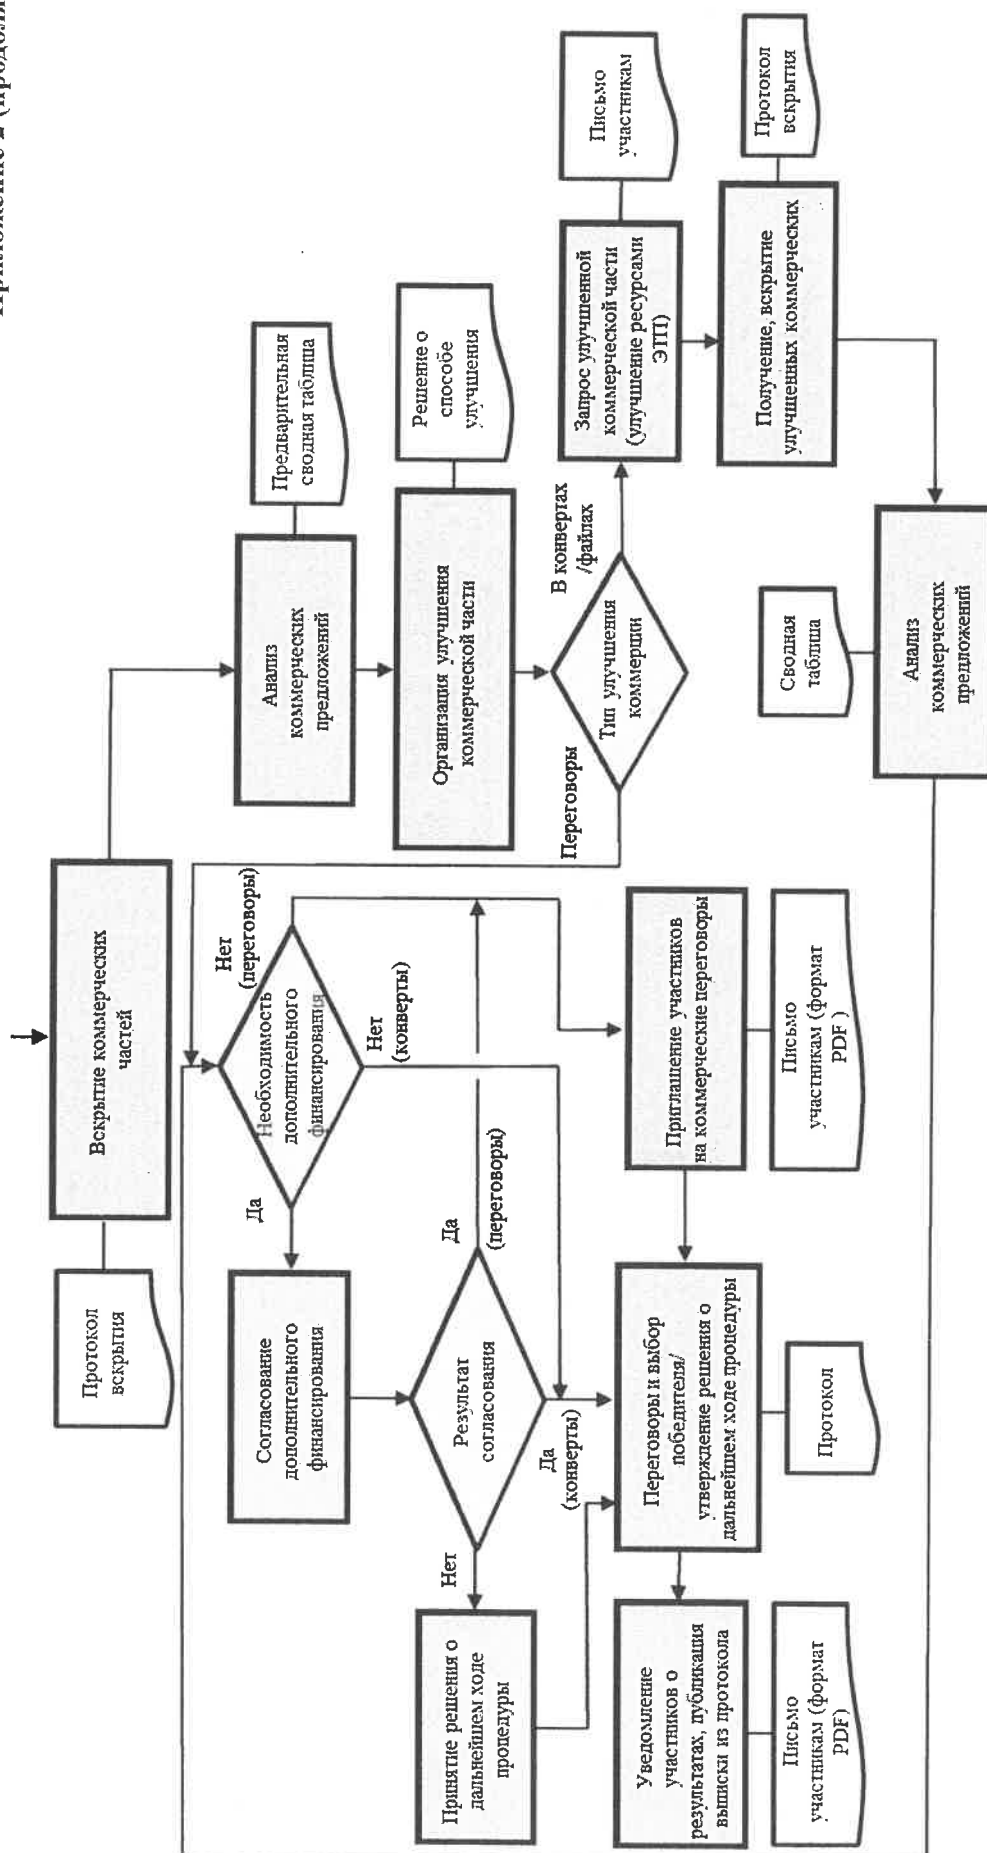 Приложение 2 (продолж
Протокол
вскрытия
Вскрытие коммерческих
частей
Анализ
коммерческих
предложений
Предварительная
сводная таблица
Организация улучшения
коммерческой части
Решение о
способе
улучшения
Тип улучшения
коммерции
Переговоры
В конвертах
/файлах
Запрос улучшенной
коммерческой части
(улучшение ресурсами
ЭТП)
Письмо
участникам
Получение, вскрытие
улучшенных коммерческих
Протокол
вскрытия
Сводная
таблица
Анализ
коммерческих
предложений
Необходимость
дополнительного
финансирования
Да
Нет
(переговоры)
Нет
(конверты)
Согласование
дополнительного
финансирования
Результат
согласования
Да
(переговоры)
Да
(конверты)
Нет
Принятие решения о
дальнейшем ходе
процедуры
Приглашение участников
на коммерческие переговоры
Письмо
участникам (формат
PDF )
Переговоры и выбор
победителя/
утверждение решения о
дальнейшем ходе процедуры
Протокол
Уведомление
участников о
результатах, публикация
выписки из протокола
Письмо
участникам (формат
PDF)